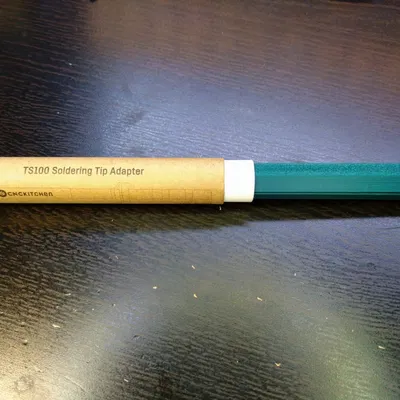 TS100 Soldering Tip Adapter
CNCKITCHEN